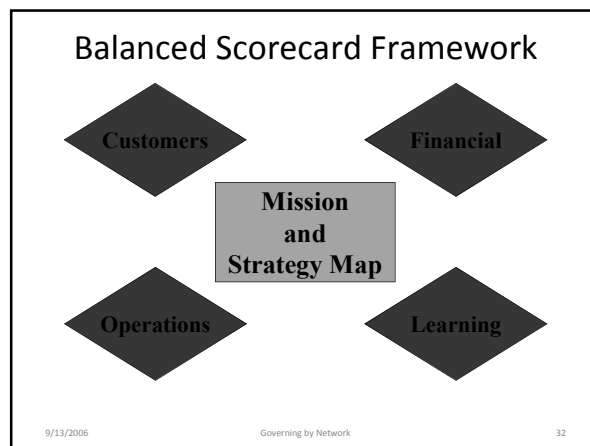 Balanced Scorecard Framework
Customers
Financial
Mission
and
Strategy Map
Operations
Learning
9/13/2006
Governing by Network
32